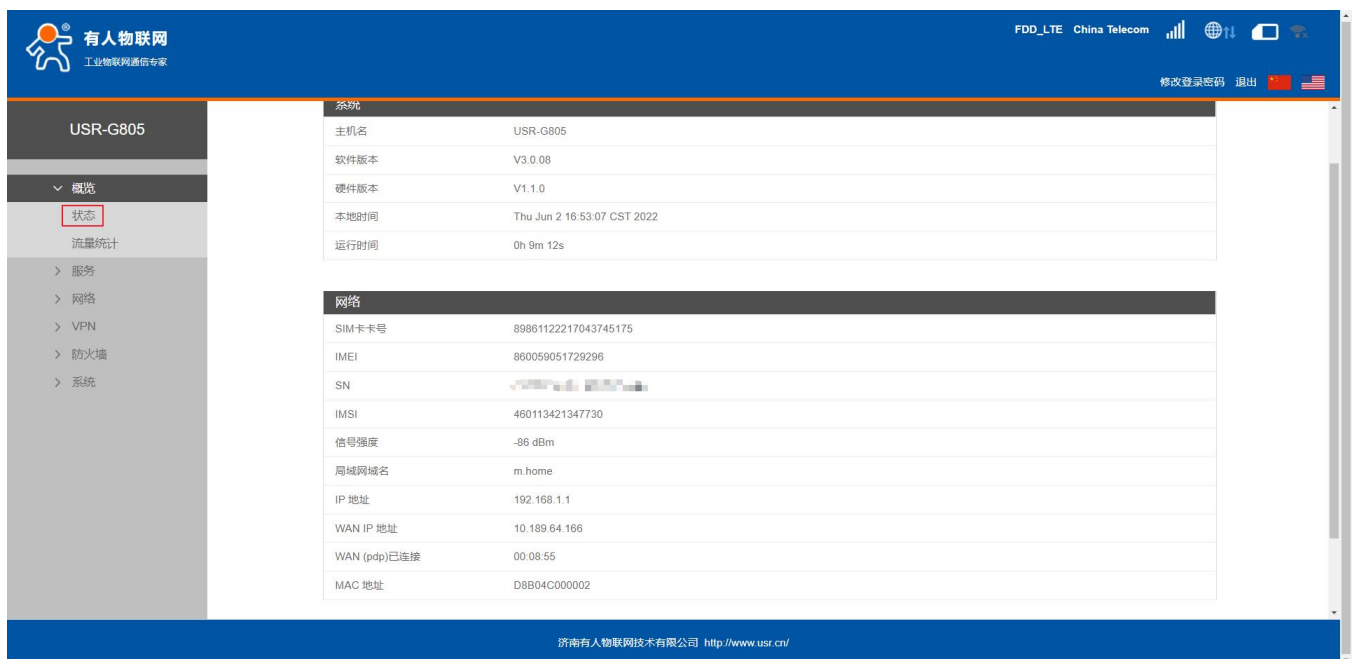 有人物联网
工业物联网通信专家
FDD_LTE China Telecom
修改登录密码 退出
USR-G805
概览
状态
流量统计
服务
网络
VPN
防火墙
系统
系统
主机名 USR-G805
软件版本 V3.0.08
硬件版本 V1.1.0
本地时间 Thu Jun 2 16:53:07 CST 2022
运行时间 0h 9m 12s
网络
SIM卡卡号 89861122217043745175
IMEI 860059051729296
SN
IMSI 460113421347730
信号强度 -86 dBm
局域网域名 m.home
IP 地址 192.168.1.1
WAN IP 地址 10.189.64.166
WAN (pdp)已连接 00:08:55
MAC 地址 D8B04C000002
济南有人物联网技术有限公司 http://www.usr.cn/